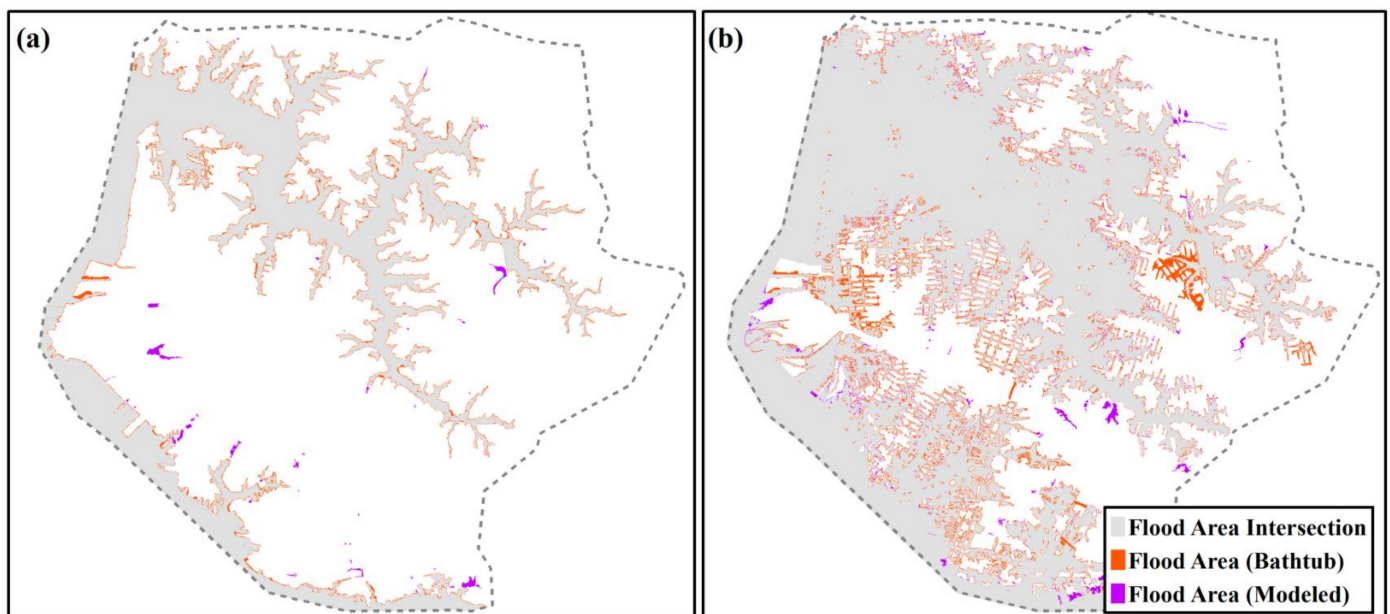 (a)
(b)
Flood Area Intersection
Flood Area (Bathtub)
Flood Area (Modeled)